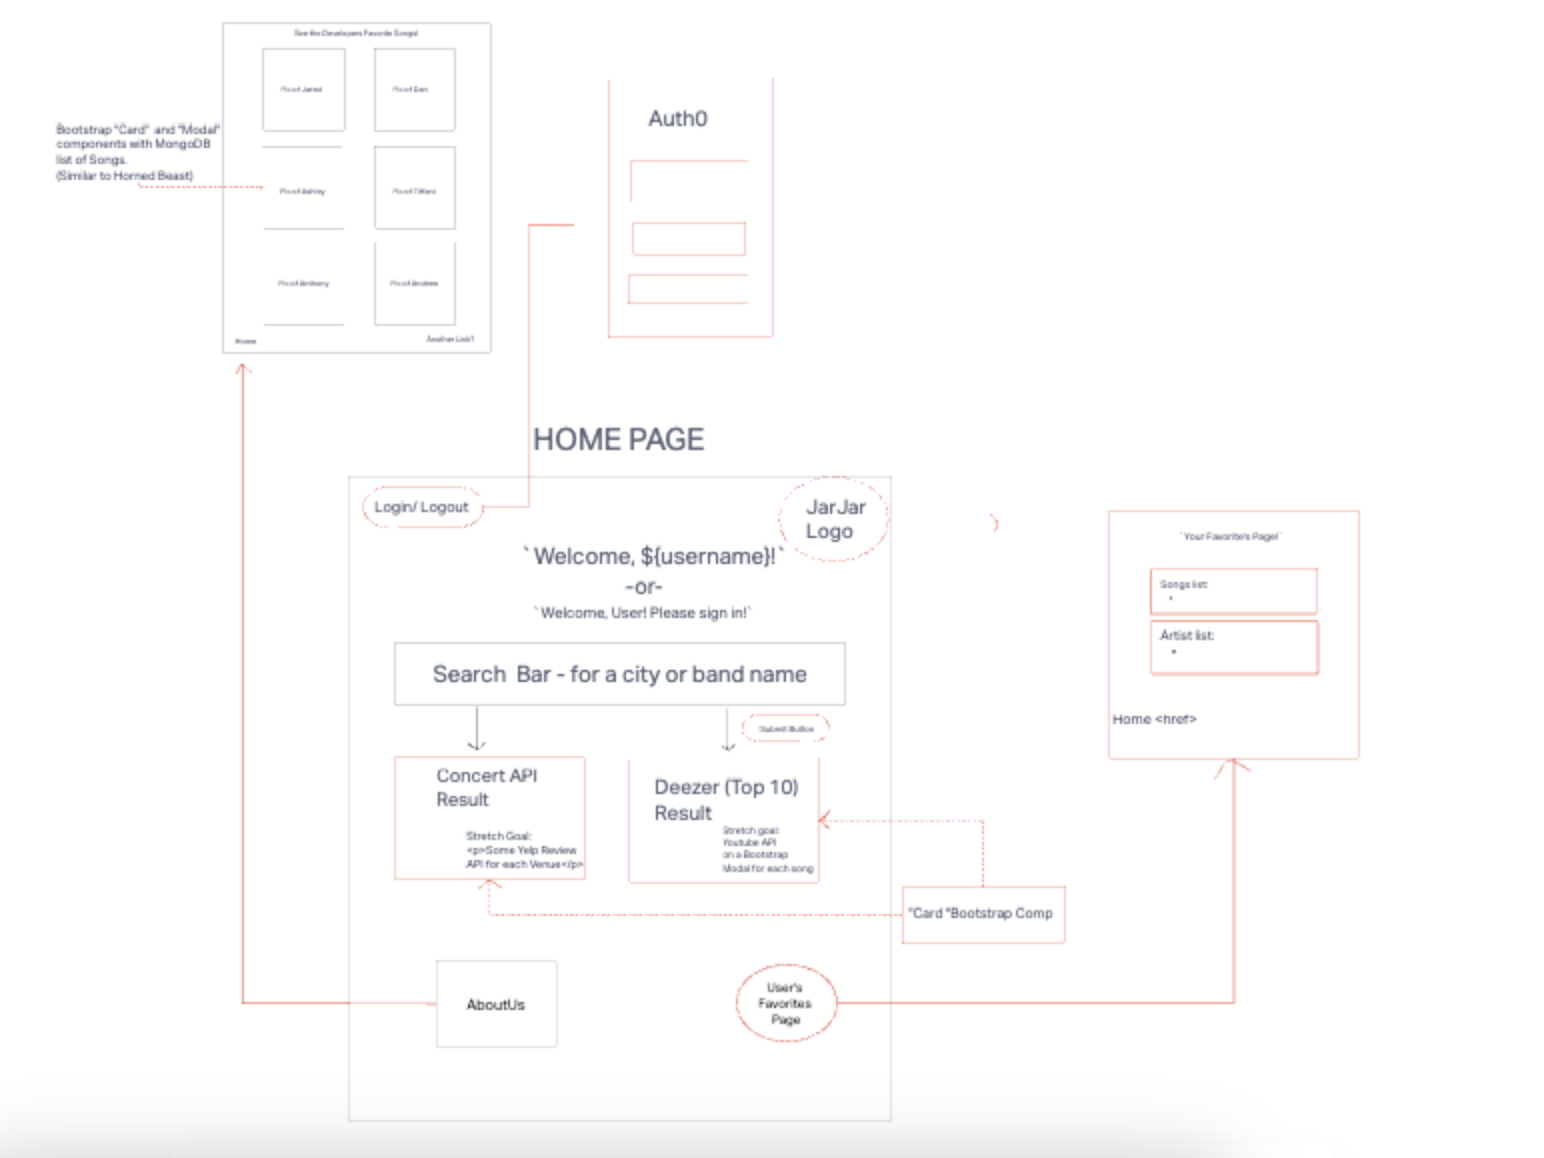 See the Developers Favorite Songs!
Pic of Jared
Pic of Dan
Bootstrap "Card" and "Modal"
components with MongoDB
list of Songs.
(Similar to Horned Beast)
Pic of Ashley
Pic of Tiffani
Pic of Anthony
Pic of Andrew
Home
Another Link?
Auth0
HOME PAGE
Login/ Logout
JarJar
Logo
`Welcome, ${username}!`
-or-
`Welcome, User! Please sign in!`
Search Bar - for a city or band name
Submit Button
Concert API
Result
Stretch Goal:
<p>Some Yelp Review
API for each Venue</p>
Deezer (Top 10)
Result
Stretch goal:
Youtube API
on a Bootstrap
Modal for each song
"Card "Bootstrap Comp
AboutUs
User's
Favorites
Page
`Your Favorite's Page!`
Songs list:
Artist list:
Home <href>